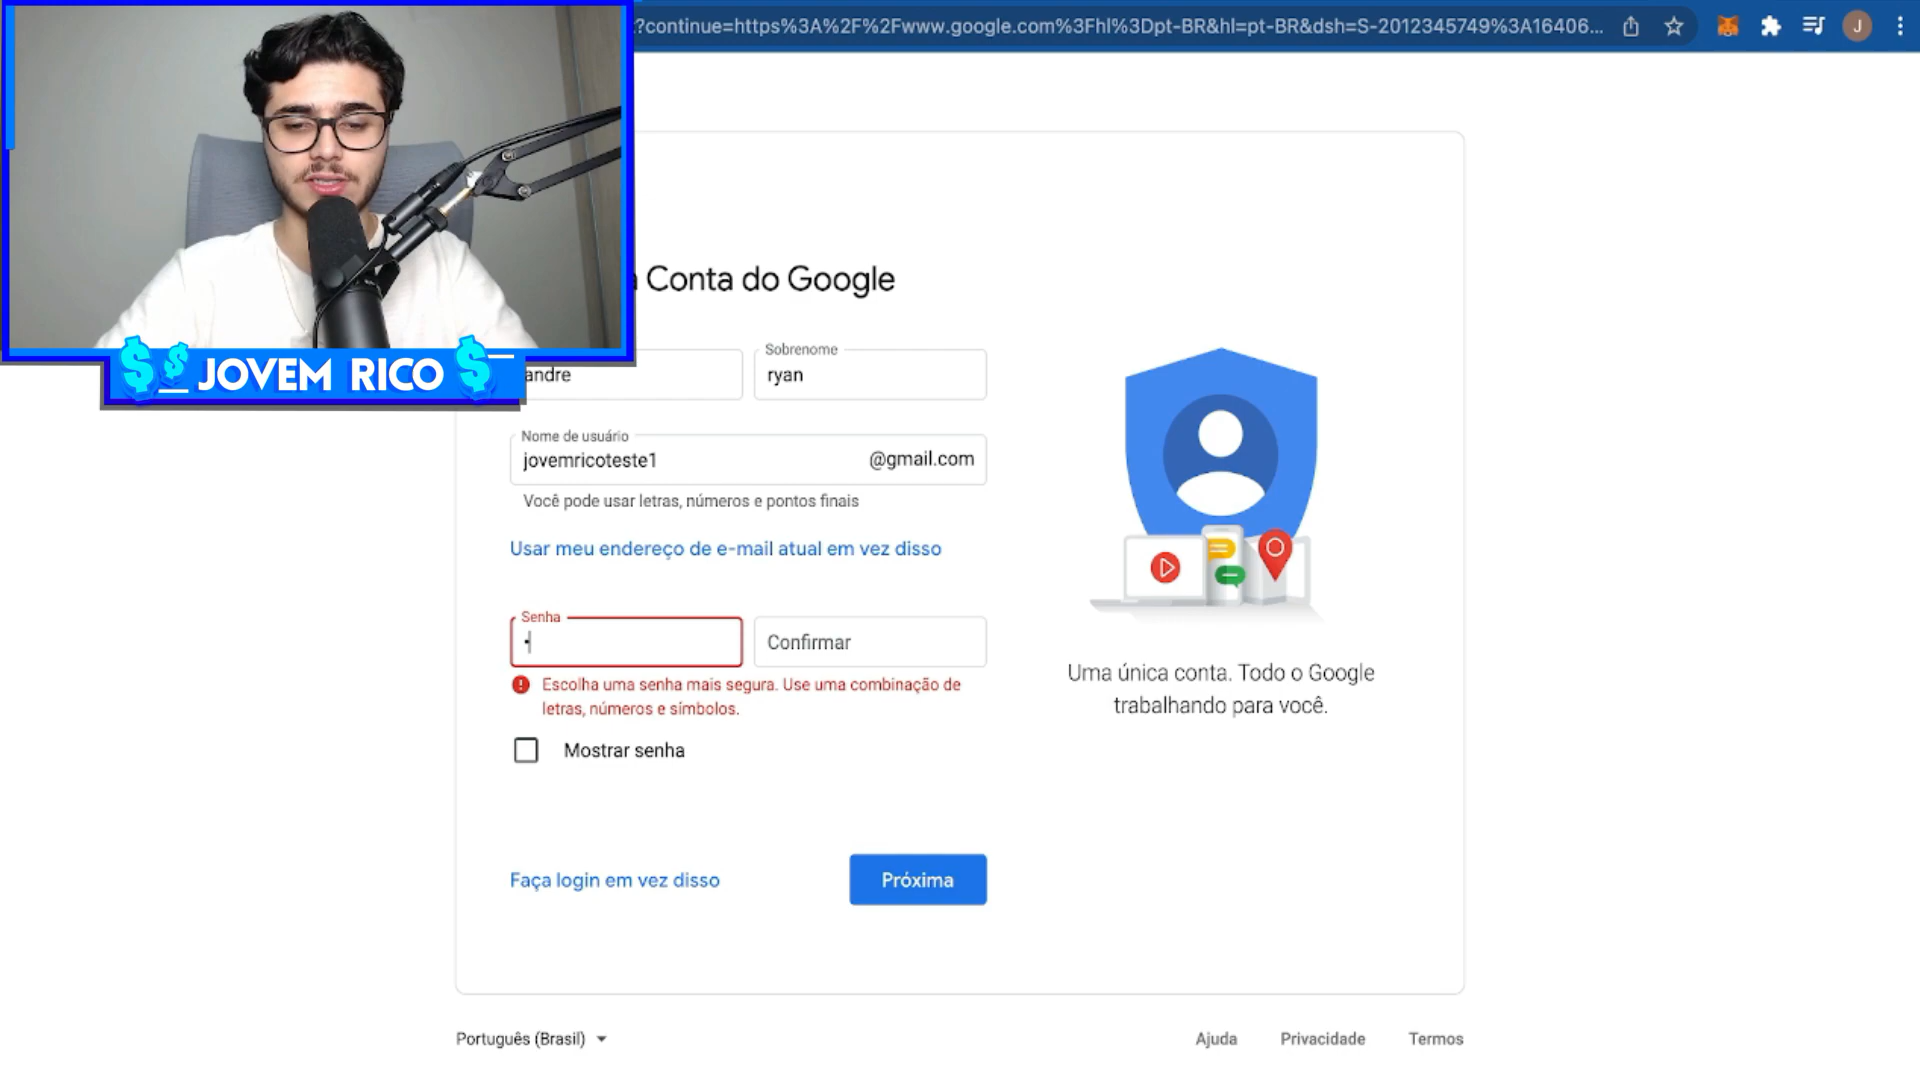 ?continue=https%3A%2F%2Fwww.google.com%3Fhl%3Dpt-BR&hl=pt-BR&dsh=S-2012345749%3A16406...
J
Conta do Google
$ $ JOVEM RICO $
andre
Sobrenome
ryan
Nome de usuário
jovemricoteste1
@gmail.com
Você pode usar letras, números e pontos finais
Usar meu endereço de e-mail atual em vez disso
Senha
Confirmar
Escolha uma senha mais segura. Use uma combinação de
letras, números e símbolos.
Mostrar senha
Uma única conta. Todo o Google
trabalhando para você.
Faça login em vez disso
Próxima
Português (Brasil)
Ajuda
Privacidade
Termos